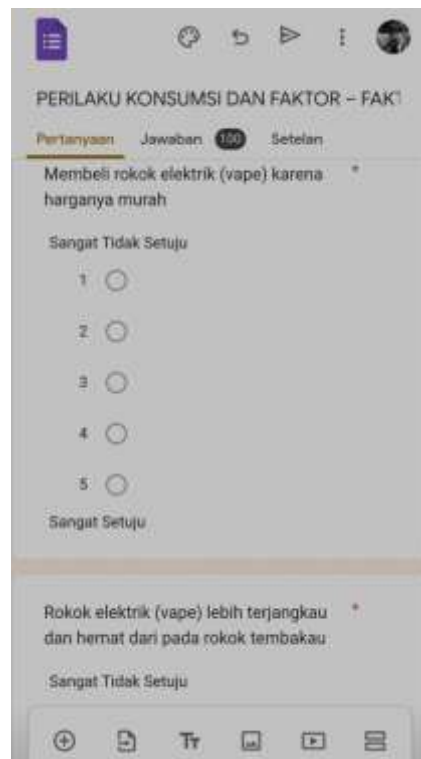 PERILAKU KONSUMSI DAN FAKTOR – FAKT
Pertanyaan Jawaban 100 Setelan
Membeli rokok elektrik (vape) karena *
harganya murah
Sangat Tidak Setuju
1
2
3
4
5
Sangat Setuju
Rokok elektrik (vape) lebih terjangkau *
dan hemat dari pada rokok tembakau
Sangat Tidak Setuju
Tт